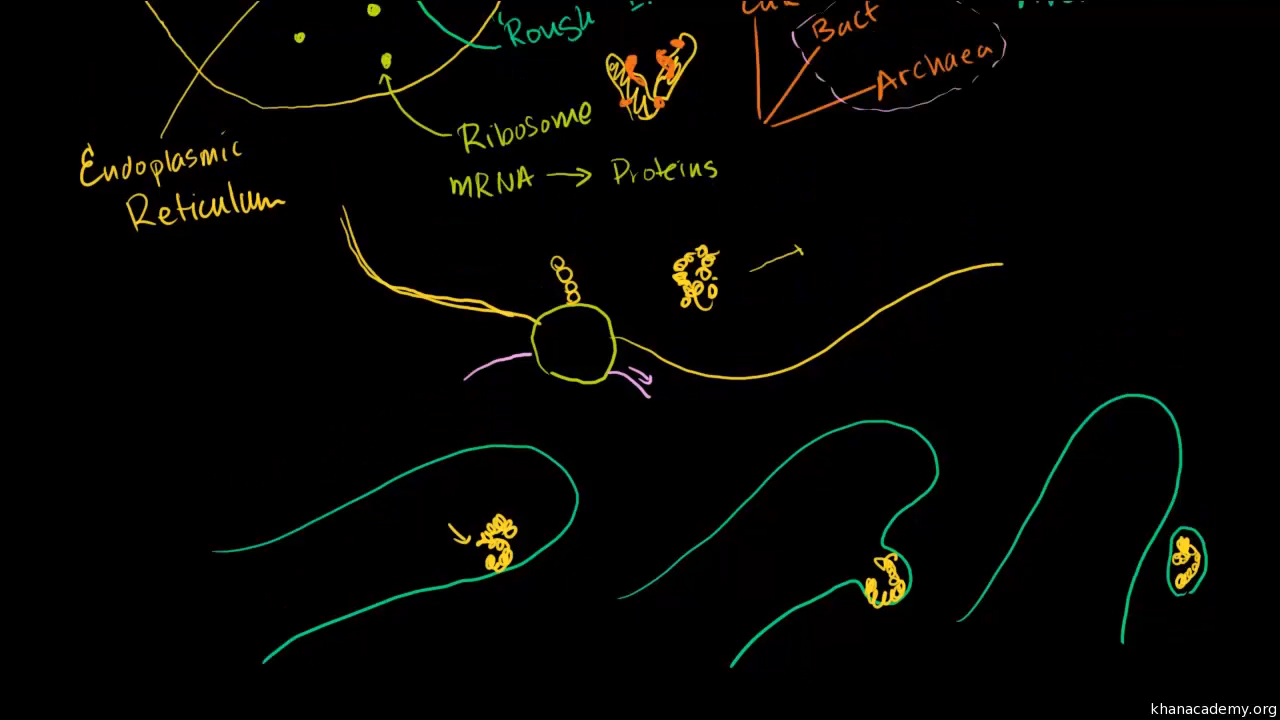 Rough
Bact
Archaea
Ribosome
mRNA → Proteins
Endoplasmic
Reticulum
khanacademy.org